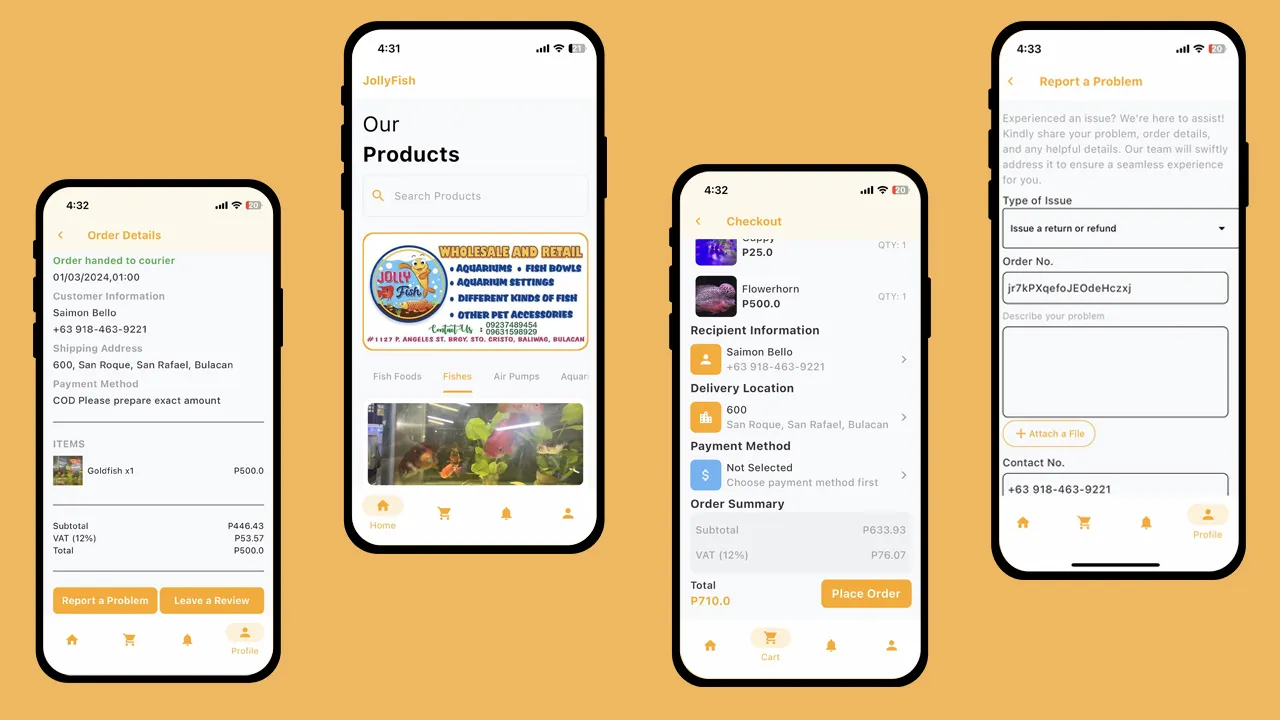 4:32
20
Order Details
Order handed to courier
01/03/2024,01:00
Customer Information
Saimon Bello
+63 918-463-9221
Shipping Address
600, San Roque, San Rafael, Bulacan
Payment Method
COD Please prepare exact amount
ITEMS
Goldfish x1 P500.0
Subtotal P446.43
VAT (12%) P53.57
Total P500.0
Report a Problem Leave a Review
Profile
4:31
21
JollyFish
Our
Products
Search Products
WHOLESALE AND RETAIL
JOLLY
Fish
• AQUARIUMS • FISH BOWLS
• AQUARIUM SETTINGS
• DIFFERENT KINDS OF FISH
• OTHER PET ACCESSORIES
Contact Us : 09237489454
09631598929
#1127 P. ANGELES ST. BRGY. STO. CRISTO, BALIWAG, BULACAN
Fish Foods Fishes Air Pumps Aquar
Home
4:32
20
Checkout
Guppy
P25.0 QTY: 1
Flowerhorn
P500.0 QTY: 1
Recipient Information
Saimon Bello
+63 918-463-9221
Delivery Location
600
San Roque, San Rafael, Bulacan
Payment Method
$
Not Selected
Choose payment method first
Order Summary
Subtotal P633.93
VAT (12%) P76.07
Total
P710.0
Place Order
Cart
4:33
20
Report a Problem
Experienced an issue? We're here to assist!
Kindly share your problem, order details,
and any helpful details. Our team will swiftly
address it to ensure a seamless experience
for you.
Type of Issue
Issue a return or refund
Order No.
jr7kPXqefoJEOdeHczxj
Describe your problem
+ Attach a File
Contact No.
+63 918-463-9221
Profile